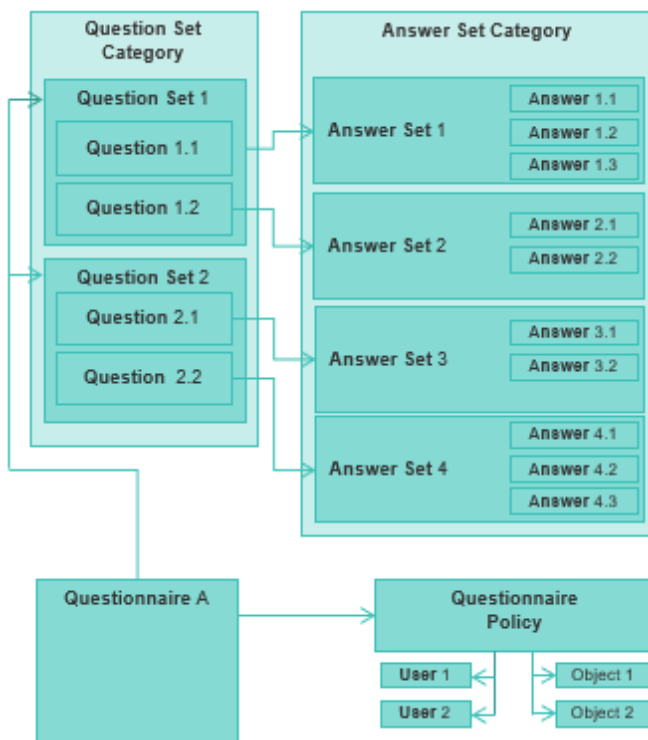 Question Set
Category
Question Set 1
Question 1.1
Question 1.2
Question Set 2
Question 2.1
Question 2.2
Answer Set Category
Answer Set 1
Answer 1.1
Answer 1.2
Answer 1.3
Answer Set 2
Answer 2.1
Answer 2.2
Answer Set 3
Answer 3.1
Answer 3.2
Answer Set 4
Answer 4.1
Answer 4.2
Answer 4.3
Questionnaire A
Questionnaire
Policy
User 1
User 2
Object 1
Object 2